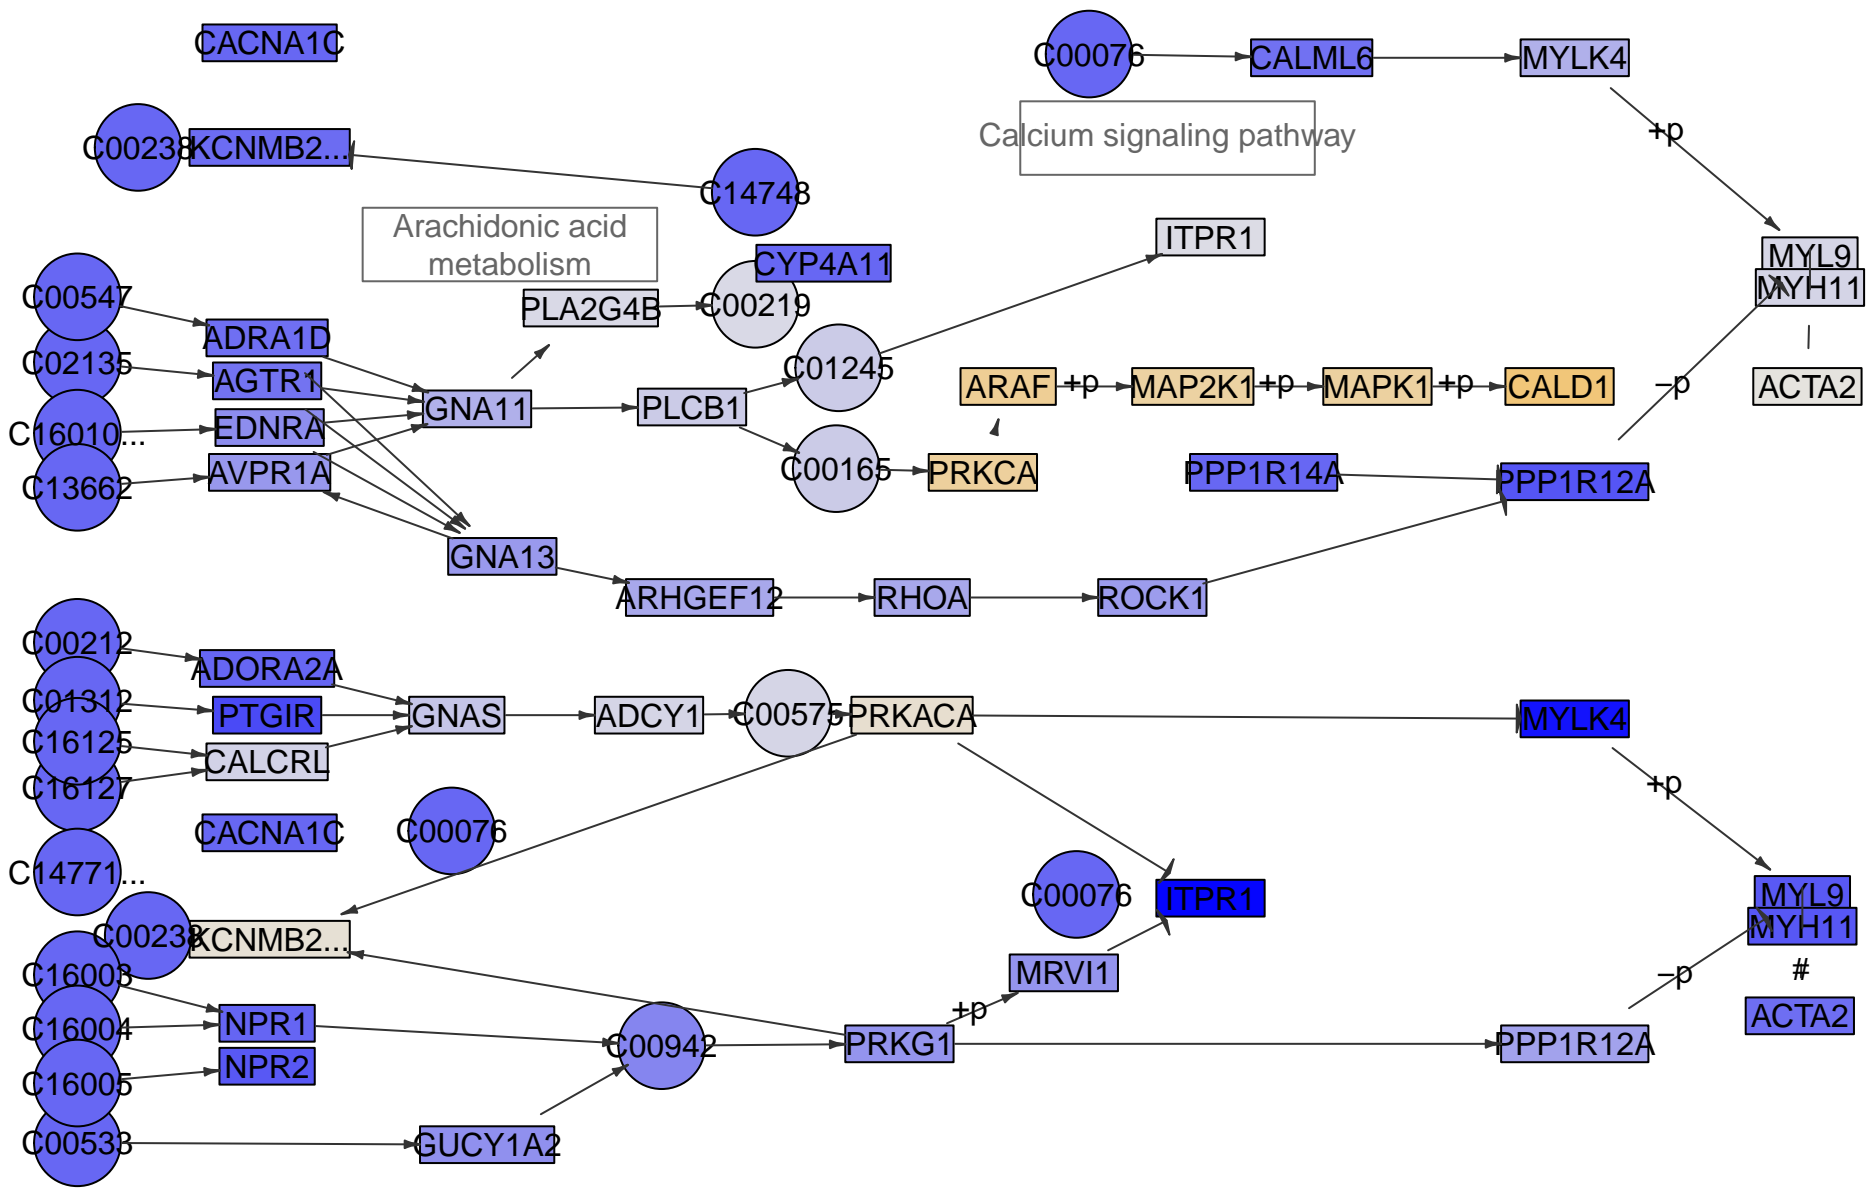 CACNA1C
C00076
CALML6
MYLK4
+p
C00238
KCNMB2...
C14748
Calcium signaling pathway
Arachidonic acid
metabolism
ITPR1
CYP4A11
MYL9
MYH11
C00547
PLA2G4B
C00219
ADRA1D
C02135
AGTR1
C01245
ARAF
+p
MAP2K1
+p
MAPK1
+p
CALD1
–p
ACTA2
GNA11
PLCB1
C16010...
EDNRA
C13662
AVPR1A
C00165
PRKCA
PPP1R14A
PPP1R12A
GNA13
ARHGEF12
RHOA
ROCK1
C00212
ADORA2A
C01312
PTGIR
GNAS
ADCY1
C00575
PRKACA
MYLK4
C16125
CALCRL
C16127
+p
CACNA1C
C00076
C14771...
C00076
ITPR1
MYL9
MYH11
C00238
KCNMB2...
C16003
MRVI1
–p
#
+p
C16004
NPR1
C00942
PRKG1
PPP1R12A
ACTA2
NPR2
C16005
C00533
GUCY1A2